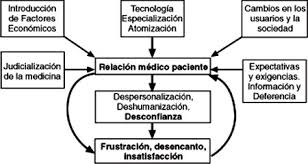 Introducción de Factores Económicos
Tecnología
Especialización
Atomización
Cambios en los usuarios y la sociedad
Judicialización
de la medicina
Relación médico paciente
Expectativas
y exigencias.
Información y
Deferencia
Despersonalización,
Deshumanización,
Desconfianza
Frustración, desencanto,
insatisfacción